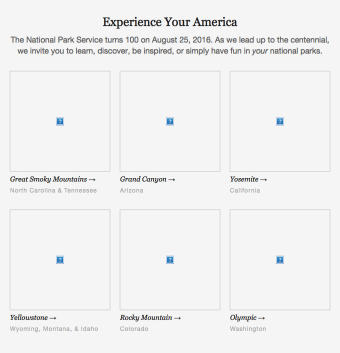 Experience Your America
The National Park Service turns 100 on August 25, 2016. As we lead up to the centennial,
we invite you to learn, discover, be inspired, or simply have fun in your national parks.
Great Smoky Mountains →
North Carolina & Tennessee
Grand Canyon →
Arizona
Yosemite →
California
Yellowstone →
Wyoming, Montana, & Idaho
Rocky Mountain →
Colorado
Olympic →
Washington